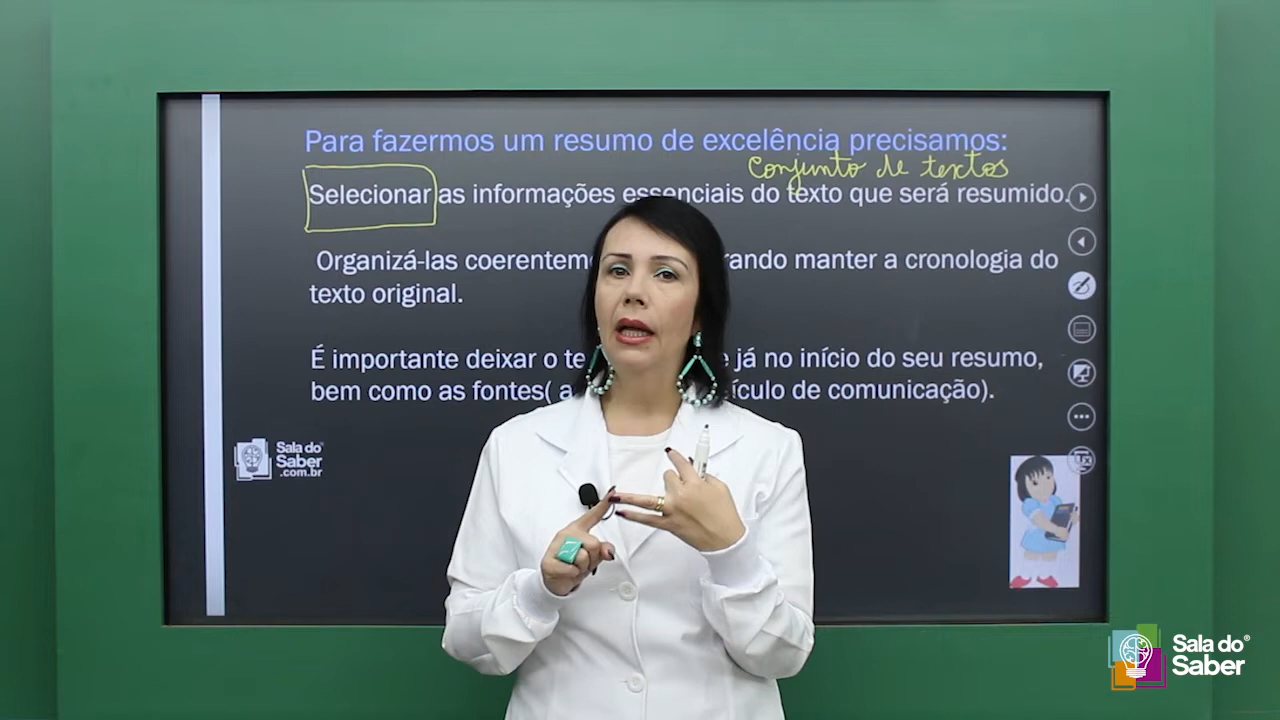 Para fazermos um resumo de excelência precisamos:
conjunto de textos
Selecionar as informações essenciais do texto que será resumido.
Organizá-las coerenteme rando manter a cronologia do
texto original.
É importante deixar o te e já no início do seu resumo,
bem como as fontes( a ículo de comunicação).
Sala do
Saber
.com.br
Sala do®
Saber